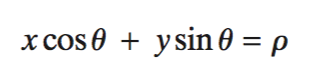 x cos θ + y sin θ = ρ